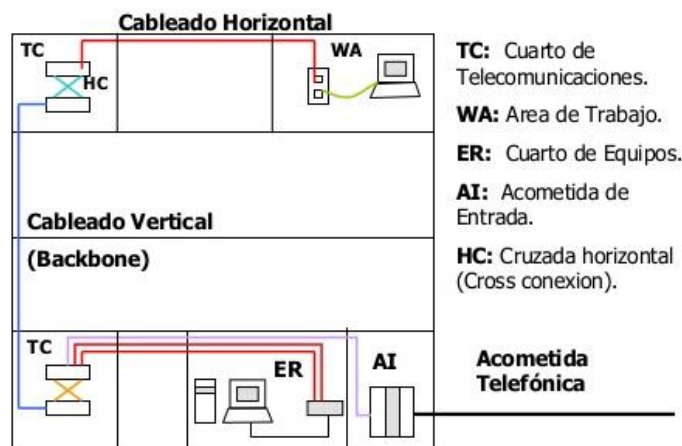 Cableado Horizontal
TC
HC
WA
Cableado Vertical
(Backbone)
TC
ER
AI
TC: Cuarto de
Telecomunicaciones.
WA: Area de Trabajo.
ER: Cuarto de Equipos.
AI: Acometida de
Entrada.
HC: Cruzada horizontal
(Cross conexion).
Acometida
Telefónica